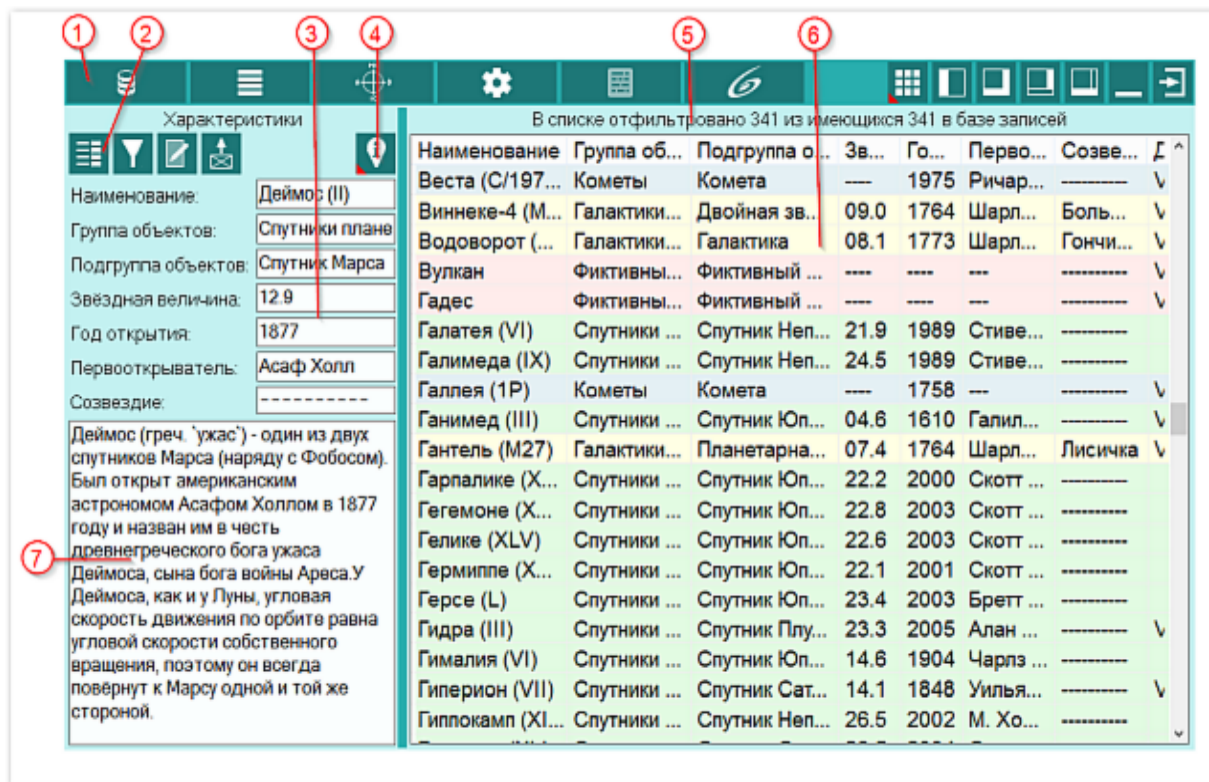 1 2 3 4 5 6
Характеристики
В списке отфильтровано 341 из имеющихся 341 в базе записей
Наименование: Деймос (II)
Группа объектов: Спутники плане
Подгруппа объектов: Спутник Марса
Звёздная величина: 12.9
Год открытия: 1877
Первооткрыватель: Асаф Холл
Созвездие: ----------
Деймос (греч. `ужас`) - один из двух
спутников Марса (наряду с Фобосом).
Был открыт американским
астрономом Асафом Холлом в 1877
году и назван им в честь
древнегреческого бога ужаса
Деймоса, сына бога войны Ареса.У
Деймоса, как и у Луны, угловая
скорость движения по орбите равна
угловой скорости собственного
вращения, поэтому он всегда
повёрнут к Марсу одной и той же
стороной.
7
Наименование Группа об... Подгруппа о... Зв... Го... Перво... Созве...
Веста (C/197... Кометы Комета ---- 1975 Ричар... ----------
Виннеке-4 (M... Галактики... Двойная зв... 09.0 1764 Шарл... Боль...
Водоворот (... Галактики... Галактика 08.1 1773 Шарл... Гончи...
Вулкан Фиктивны... Фиктивный ... ---- ---- --- ----------
Гадес Фиктивны... Фиктивный ... ---- ---- --- ----------
Галатея (VI) Спутники ... Спутник Неп... 21.9 1989 Стиве... ----------
Галимеда (IX) Спутники ... Спутник Неп... 24.5 1989 Стиве... ----------
Галлея (1P) Кометы Комета ---- 1758 --- ----------
Ганимед (III) Спутники ... Спутник Юп... 04.6 1610 Галил... ----------
Гантель (M27) Галактики... Планетарна... 07.4 1764 Шарл... Лисичка
Гарпалике (X... Спутники ... Спутник Юп... 22.2 2000 Скотт ... ----------
Гегемоне (X... Спутники ... Спутник Юп... 22.8 2003 Скотт ... ----------
Гелике (XLV) Спутники ... Спутник Юп... 22.6 2003 Скотт ... ----------
Гермиппе (X... Спутники ... Спутник Юп... 22.1 2001 Скотт ... ----------
Герсе (L) Спутники ... Спутник Юп... 23.4 2003 Бретт ... ----------
Гидра (III) Спутники ... Спутник Плу... 23.3 2005 Алан ... ----------
Гималия (VI) Спутники ... Спутник Юп... 14.6 1904 Чарлз ... ----------
Гиперион (VII) Спутники ... Спутник Сат... 14.1 1848 Уилья... ----------
Гиппокамп (XI... Спутники ... Спутник Неп... 26.5 2002 М. Хо... ----------